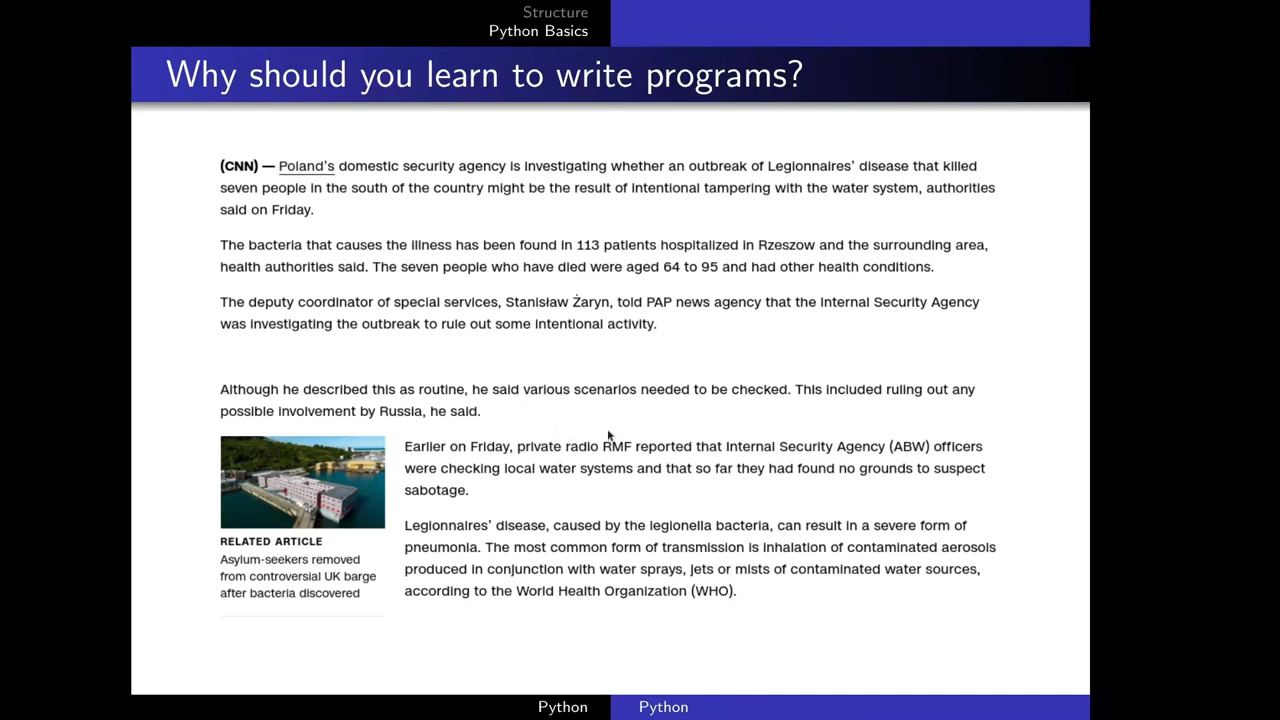 Structure
Python Basics
Why should you learn to write programs?
(CNN) — Poland's domestic security agency is investigating whether an outbreak of Legionnaires' disease that killed
seven people in the south of the country might be the result of intentional tampering with the water system, authorities
said on Friday.
The bacteria that causes the illness has been found in 113 patients hospitalized in Rzeszow and the surrounding area,
health authorities said. The seven people who have died were aged 64 to 95 and had other health conditions.
The deputy coordinator of special services, Stanisław Żaryn, told PAP news agency that the Internal Security Agency
was investigating the outbreak to rule out some intentional activity.
Although he described this as routine, he said various scenarios needed to be checked. This included ruling out any
possible involvement by Russia, he said.
Earlier on Friday, private radio RMF reported that Internal Security Agency (ABW) officers
were checking local water systems and that so far they had found no grounds to suspect
sabotage.
RELATED ARTICLE
Asylum-seekers removed
from controversial UK barge
after bacteria discovered
Legionnaires' disease, caused by the legionella bacteria, can result in a severe form of
pneumonia. The most common form of transmission is inhalation of contaminated aerosols
produced in conjunction with water sprays, jets or mists of contaminated water sources,
according to the World Health Organization (WHO).
Python
Python